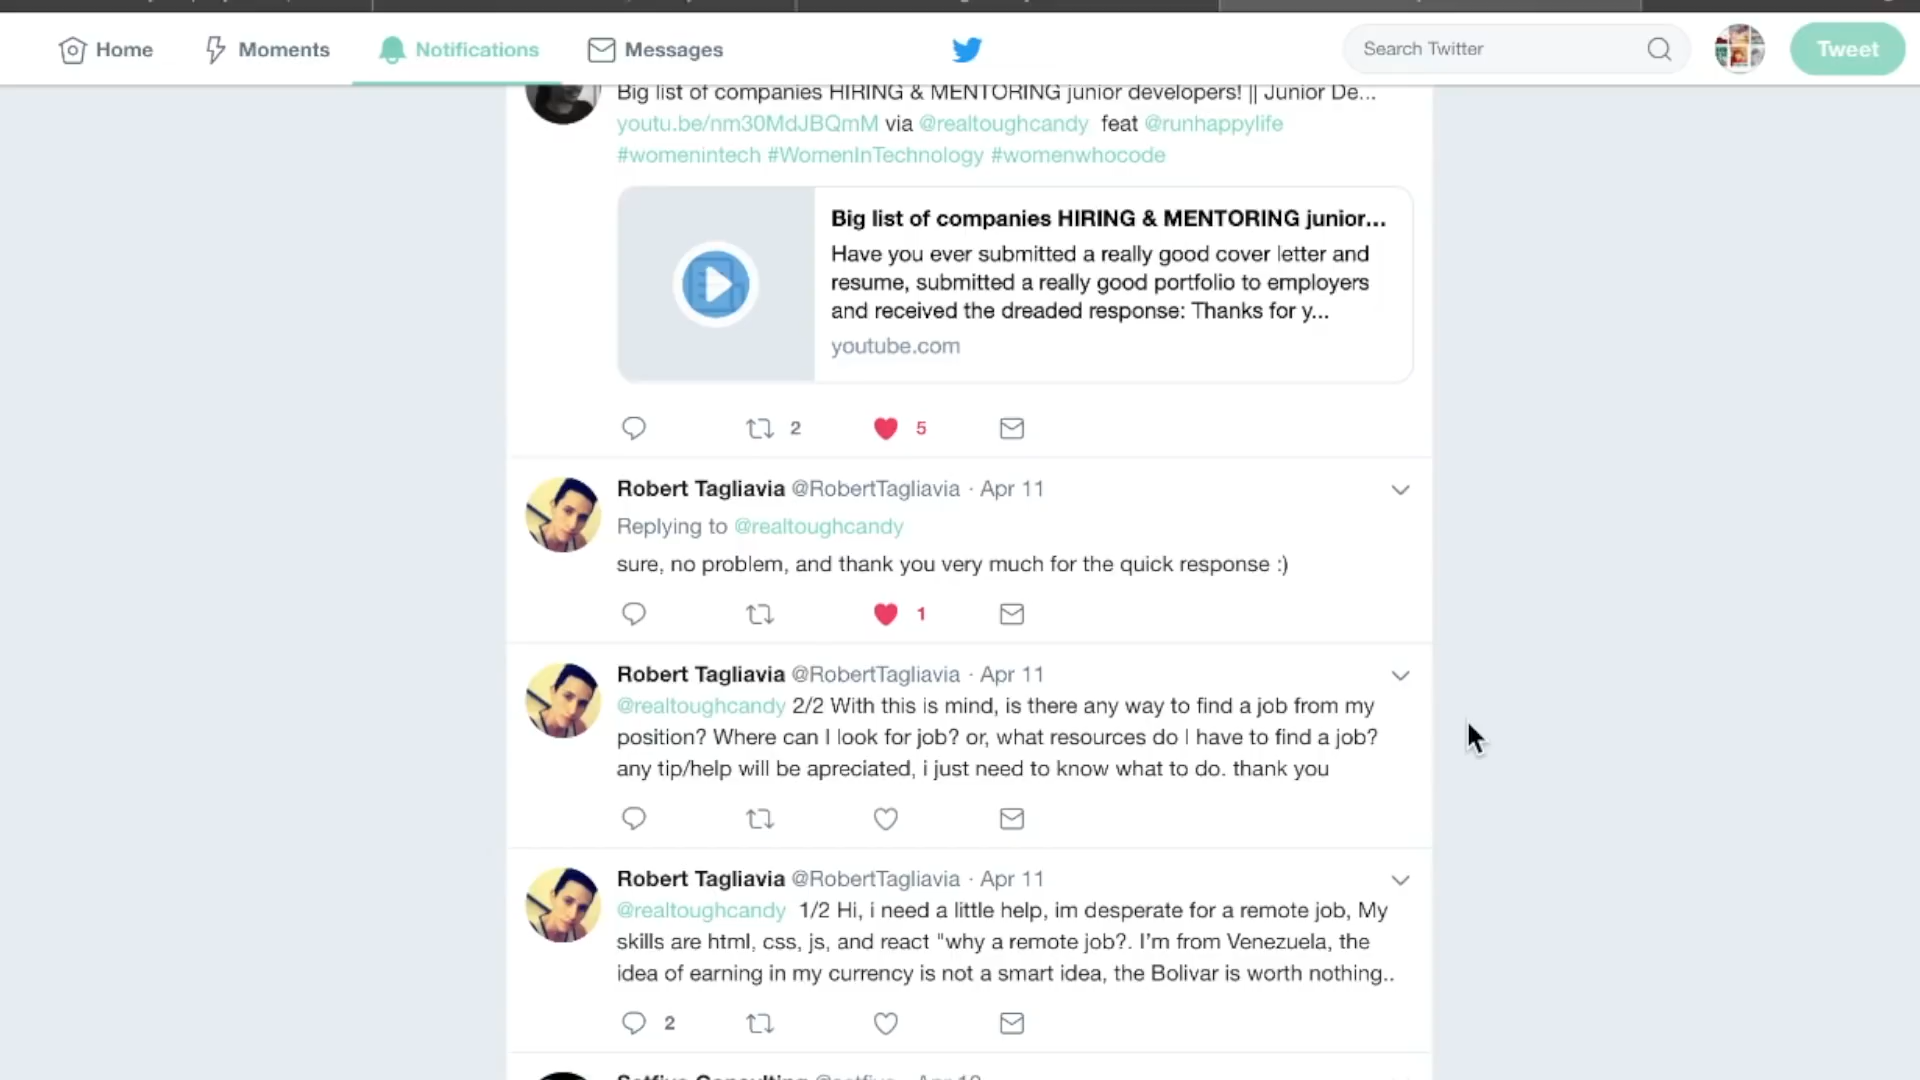 Home Moments Notifications Messages Search Twitter Tweet
Big list of companies HIRING & MENTORING junior developers! || Junior De...
youtu.be/nm30MdJBQmM via @realtoughcandy feat @runhappylife
#womenintech #WomenInTechnology #womenwhocode
Big list of companies HIRING & MENTORING junior...
Have you ever submitted a really good cover letter and
resume, submitted a really good portfolio to employers
and received the dreaded response: Thanks for y...
youtube.com
2 5
Robert Tagliavia @RobertTagliavia · Apr 11
Replying to @realtoughcandy
sure, no problem, and thank you very much for the quick response :)
1
Robert Tagliavia @RobertTagliavia · Apr 11
@realtoughcandy 2/2 With this is mind, is there any way to find a job from my
position? Where can I look for job? or, what resources do I have to find a job?
any tip/help will be apreciated, i just need to know what to do. thank you
Robert Tagliavia @RobertTagliavia · Apr 11
@realtoughcandy 1/2 Hi, i need a little help, im desperate for a remote job, My
skills are html, css, js, and react "why a remote job?. I'm from Venezuela, the
idea of earning in my currency is not a smart idea, the Bolivar is worth nothing..
2